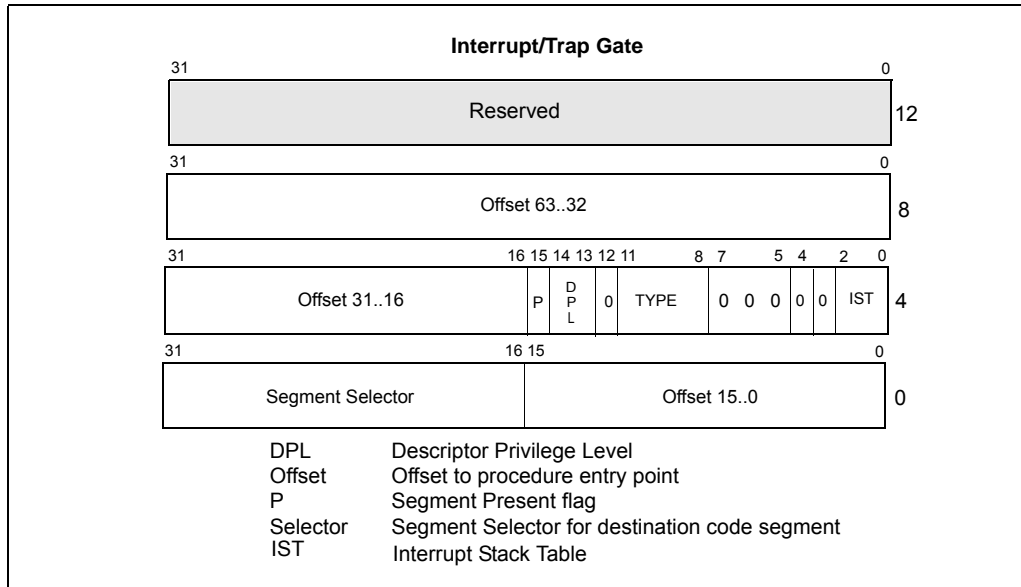 Interrupt/Trap Gate
31 0
Reserved 12
31 0
Offset 63..32 8
31 16 15 14 13 12 11 8 7 5 4 2 0
Offset 31..16 P DPL 0 TYPE 0 0 0 0 0 IST 4
31 16 15 0
Segment Selector Offset 15..0 0
DPL Descriptor Privilege Level
Offset Offset to procedure entry point
P Segment Present flag
Selector Segment Selector for destination code segment
IST Interrupt Stack Table